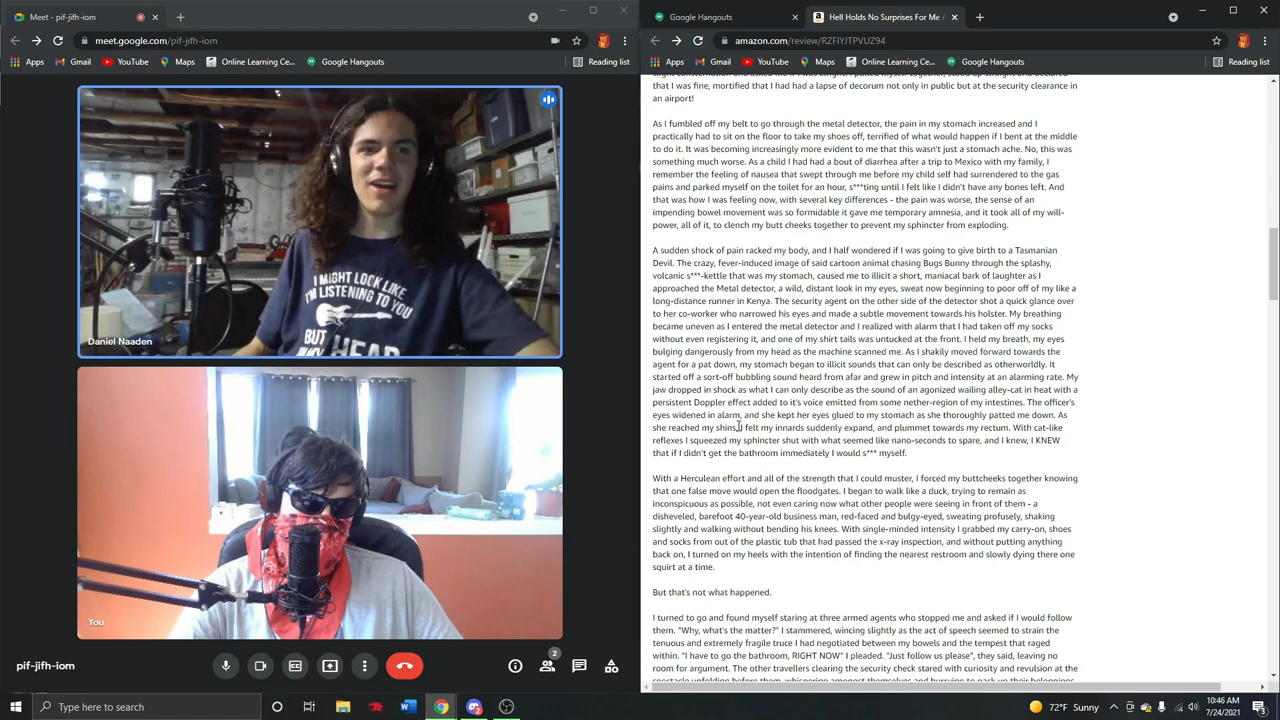 Meet - pif-jifh-iom
Google Hangouts
Hell Holds No Surprises For Me A
meet.google.com/pif-jifh-iom
amazon.com/review/RZFIYJTPVUZ94
Apps Gmail YouTube Maps Online Learning Ce... Google Hangouts Reading list
Apps Gmail YouTube Maps Online Learning Ce... Google Hangouts Reading list
that I was fine, mortified that I had had a lapse of decorum not only in public but at the security clearance in
an airport!
As I fumbled off my belt to go through the metal detector, the pain in my stomach increased and I
practically had to sit on the floor to take my shoes off, terrified of what would happen if I bent at the middle
to do it. It was becoming increasingly more evident to me that this wasn't just a stomach ache. No, this was
something much worse. As a child I had had a bout of diarrhea after a trip to Mexico with my family, I
remember the feeling of nausea that swept through me before my child self had surrendered to the gas
pains and parked myself on the toilet for an hour, s***ting until I felt like I didn't have any bones left. And
that was how I was feeling now, with several key differences - the pain was worse, the sense of an
impending bowel movement was so formidable it gave me temporary amnesia, and it took all of my will-
power, all of it, to clench my butt cheeks together to prevent my sphincter from exploding.
A sudden shock of pain racked my body, and I half wondered if I was going to give birth to a Tasmanian
Devil. The crazy, fever-induced image of said cartoon animal chasing Bugs Bunny through the splashy,
volcanic s***-kettle that was my stomach, caused me to illicit a short, maniacal bark of laughter as I
approached the Metal detector, a wild, distant look in my eyes, sweat now beginning to poor off of my like a
long-distance runner in Kenya. The security agent on the other side of the detector shot a quick glance over
to her co-worker who narrowed his eyes and made a subtle movement towards his holster. My breathing
became uneven as I entered the metal detector and I realized with alarm that I had taken off my socks
without even registering it, and one of my shirt tails was untucked at the front. I held my breath, my eyes
bulging dangerously from my head as the machine scanned me. As I shakily moved forward towards the
agent for a pat down, my stomach began to illicit sounds that can only be described as otherworldly. It
started off a sort-off bubbling sound heard from afar and grew in pitch and intensity at an alarming rate. My
jaw dropped in shock as what I can only describe as the sound of an agonized wailing alley-cat in heat with a
persistent Doppler effect added to it's voice emitted from some nether-region of my intestines. The officer's
eyes widened in alarm, and she kept her eyes glued to my stomach as she thoroughly patted me down. As
she reached my shins, I felt my innards suddenly expand, and plummet towards my rectum. With cat-like
reflexes I squeezed my sphincter shut with what seemed like nano-seconds to spare, and I knew, I KNEW
that if I didn't get the bathroom immediately I would s*** myself.
With a Herculean effort and all of the strength that I could muster, I forced my buttcheeks together knowing
that one false move would open the floodgates. I began to walk like a duck, trying to remain as
inconspicuous as possible, not even caring now what other people were seeing in front of them - a
disheveled, barefoot 40-year-old business man, red-faced and bulgy-eyed, sweating profusely, shaking
slightly and walking without bending his knees. With single-minded intensity I grabbed my carry-on, shoes
and socks from out of the plastic tub that had passed the x-ray inspection, and without putting anything
back on, I turned on my heels with the intention of finding the nearest restroom and slowly dying there one
squirt at a time.
But that's not what happened.
I turned to go and found myself staring at three armed agents who stopped me and asked if I would follow
them. "Why, what's the matter?" I stammered, wincing slightly as the act of speech seemed to strain the
tenuous and extremely fragile truce I had negotiated between my bowels and the tempest that raged
within. "I have to go the bathroom, RIGHT NOW" I pleaded. "Just follow us please", they said, leaving no
room for argument. The other travellers clearing the security check stared with curiosity and revulsion at the
I MIGHT LOOK LIKE
I'M LISTENING TO YOU
BUT
HEAD
Daniel Naaden
You
pif-jifh-iom
2
Type here to search
72°F Sunny
10:46 AM
7/24/2021